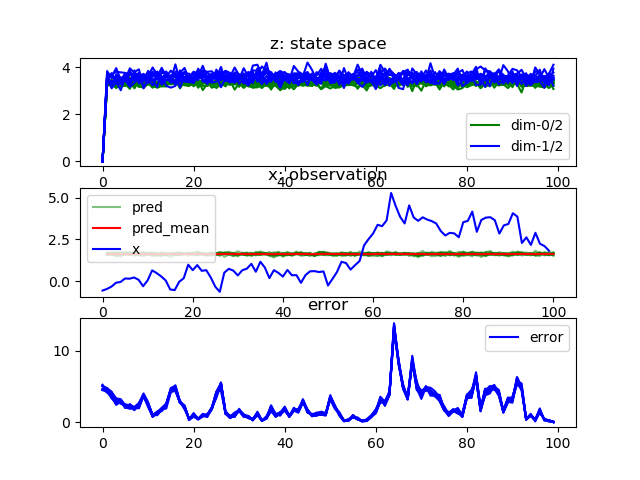 z: state space
4
2
0
dim-0/2
dim-1/2
0 20 40 60 80 100
x: observation
5.0
2.5
0.0
pred
pred_mean
x
0 20 40 60 80 100
error
10
0
error
0 20 40 60 80 100